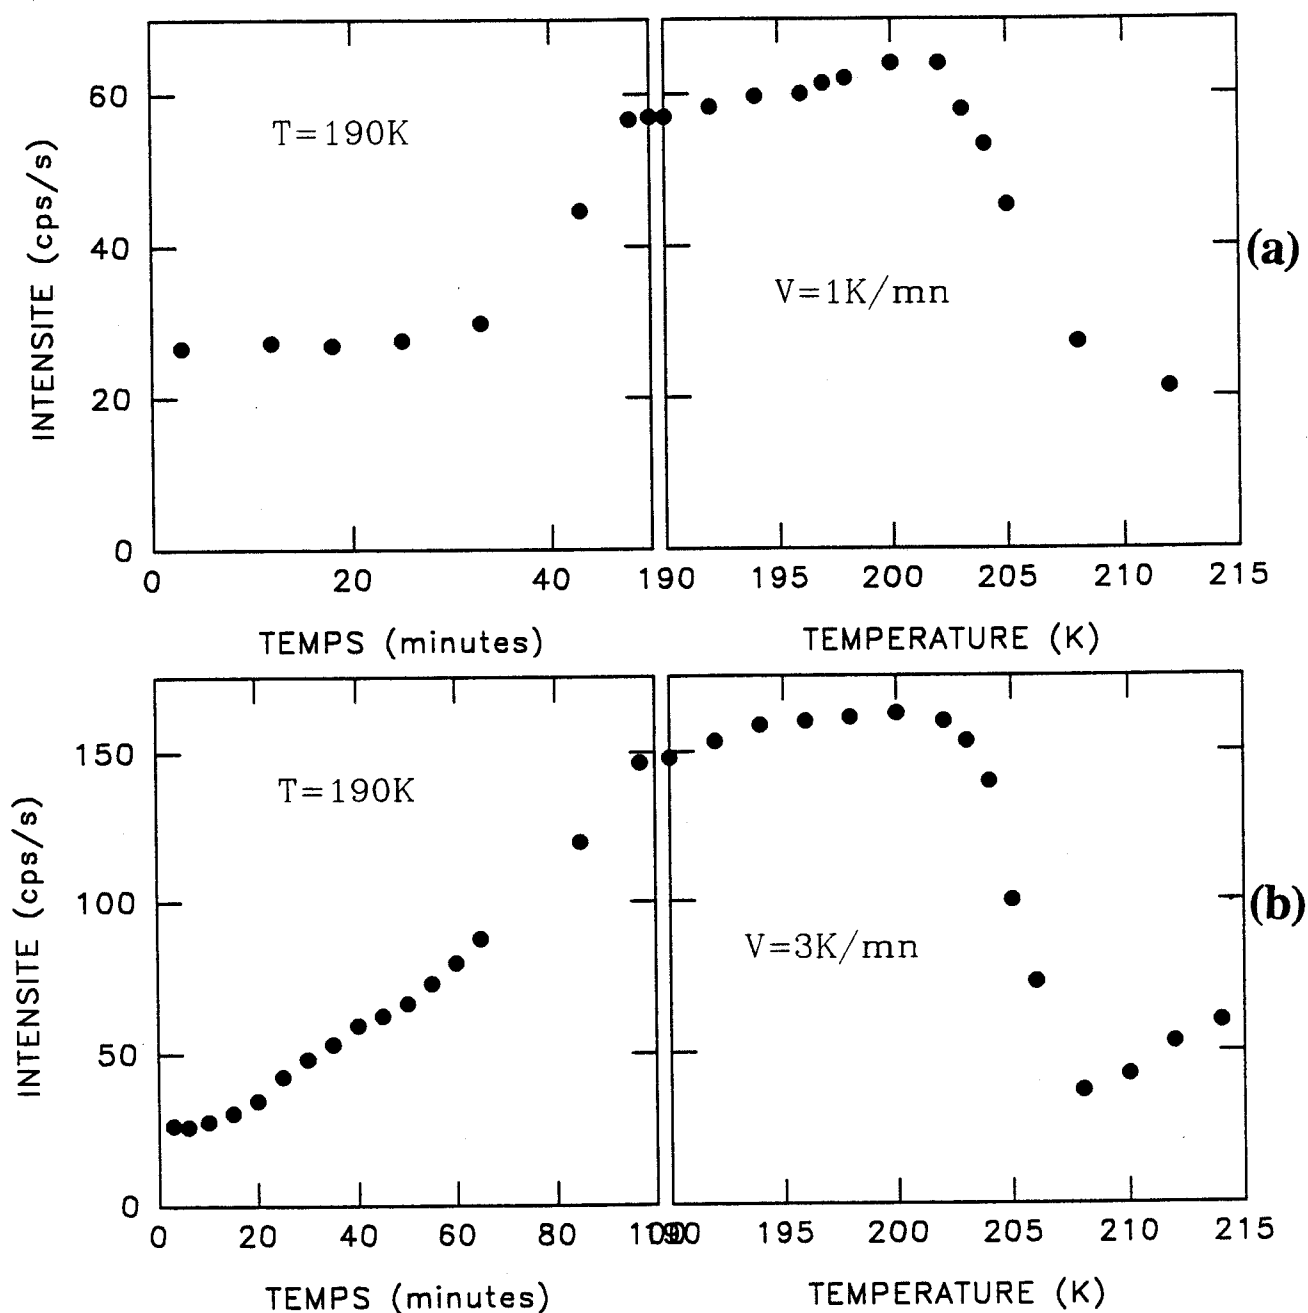 INTENSITE (cps/s)
60
40
20
0
T=190K
V=1K/mn
(a)
0 20 40 190 195 200 205 210 215
TEMPS (minutes) TEMPERATURE (K)
INTENSITE (cps/s)
150
100
50
0
T=190K
V=3K/mn
(b)
0 20 40 60 80 100 190 195 200 205 210 215
TEMPS (minutes) TEMPERATURE (K)